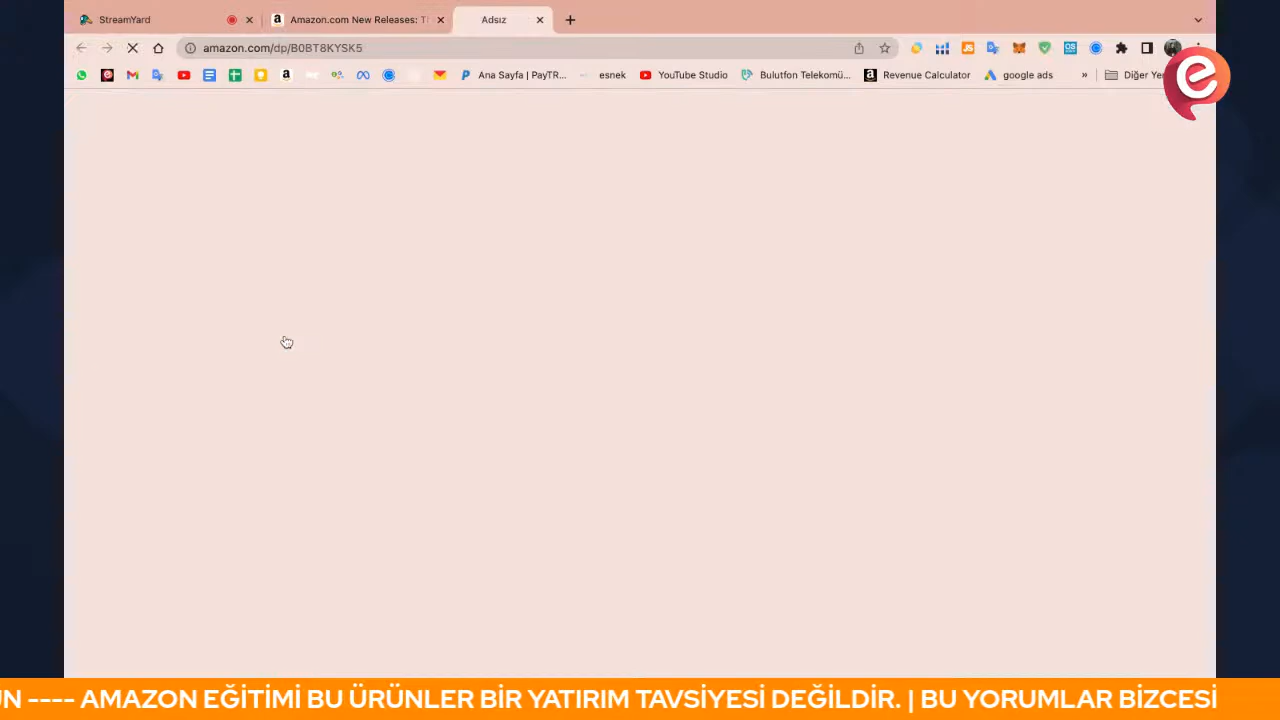 StreamYard
Amazon.com New Releases: T
Adsız
amazon.com/dp/B0BT8KYSK5
Ana Sayfa | PayTR...
esnek
YouTube Studio
Bulutfon Telekomü...
Revenue Calculator
google ads
»
Diğer Ye
ÜN ---- AMAZON EĞİTİMİ BU ÜRÜNLER BİR YATIRIM TAVSİYESİ DEĞİLDİR. | BU YORUMLAR BİZCESİ